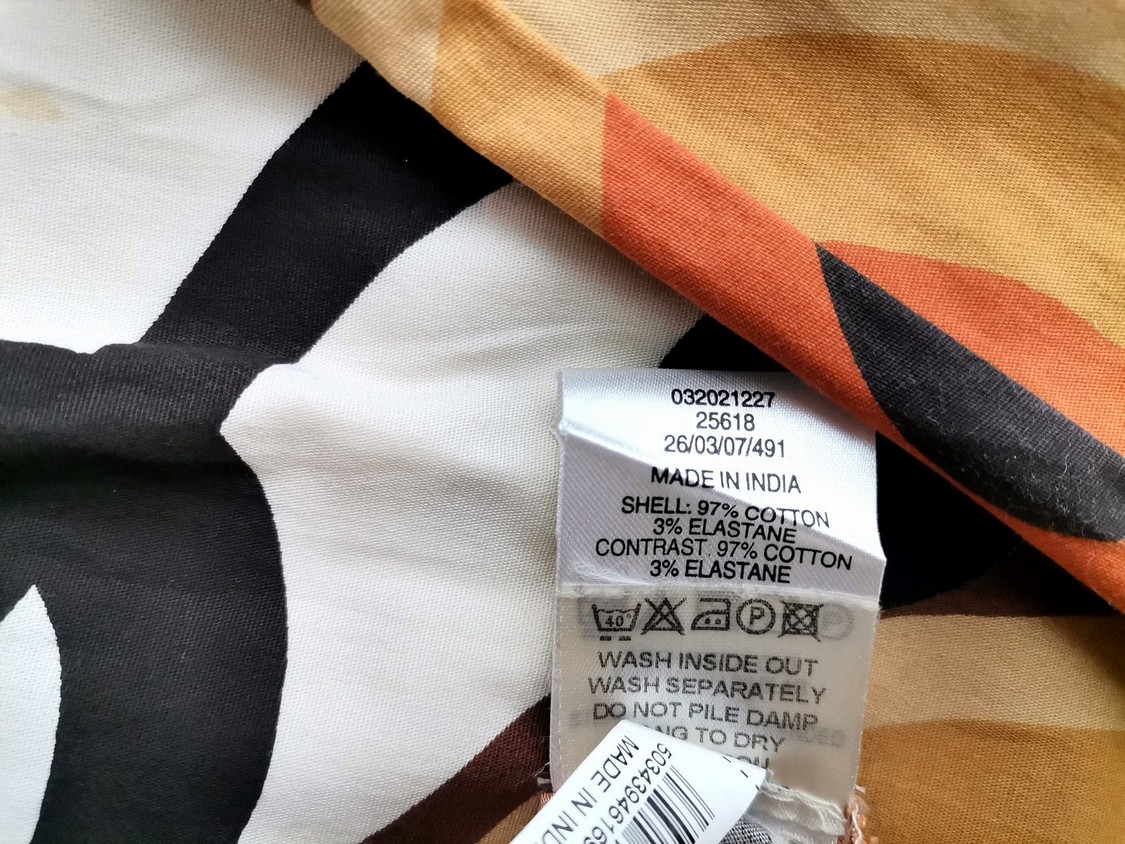 032021227
25618
26/03/07/491
MADE IN INDIA
SHELL: 97% COTTON
3% ELASTANE
CONTRAST. 97% COTTON
3% ELASTANE
40°
P
WASH INSIDE OUT
WASH SEPARATELY
DO NOT PILE DAMP
TO DRY
MADE IN